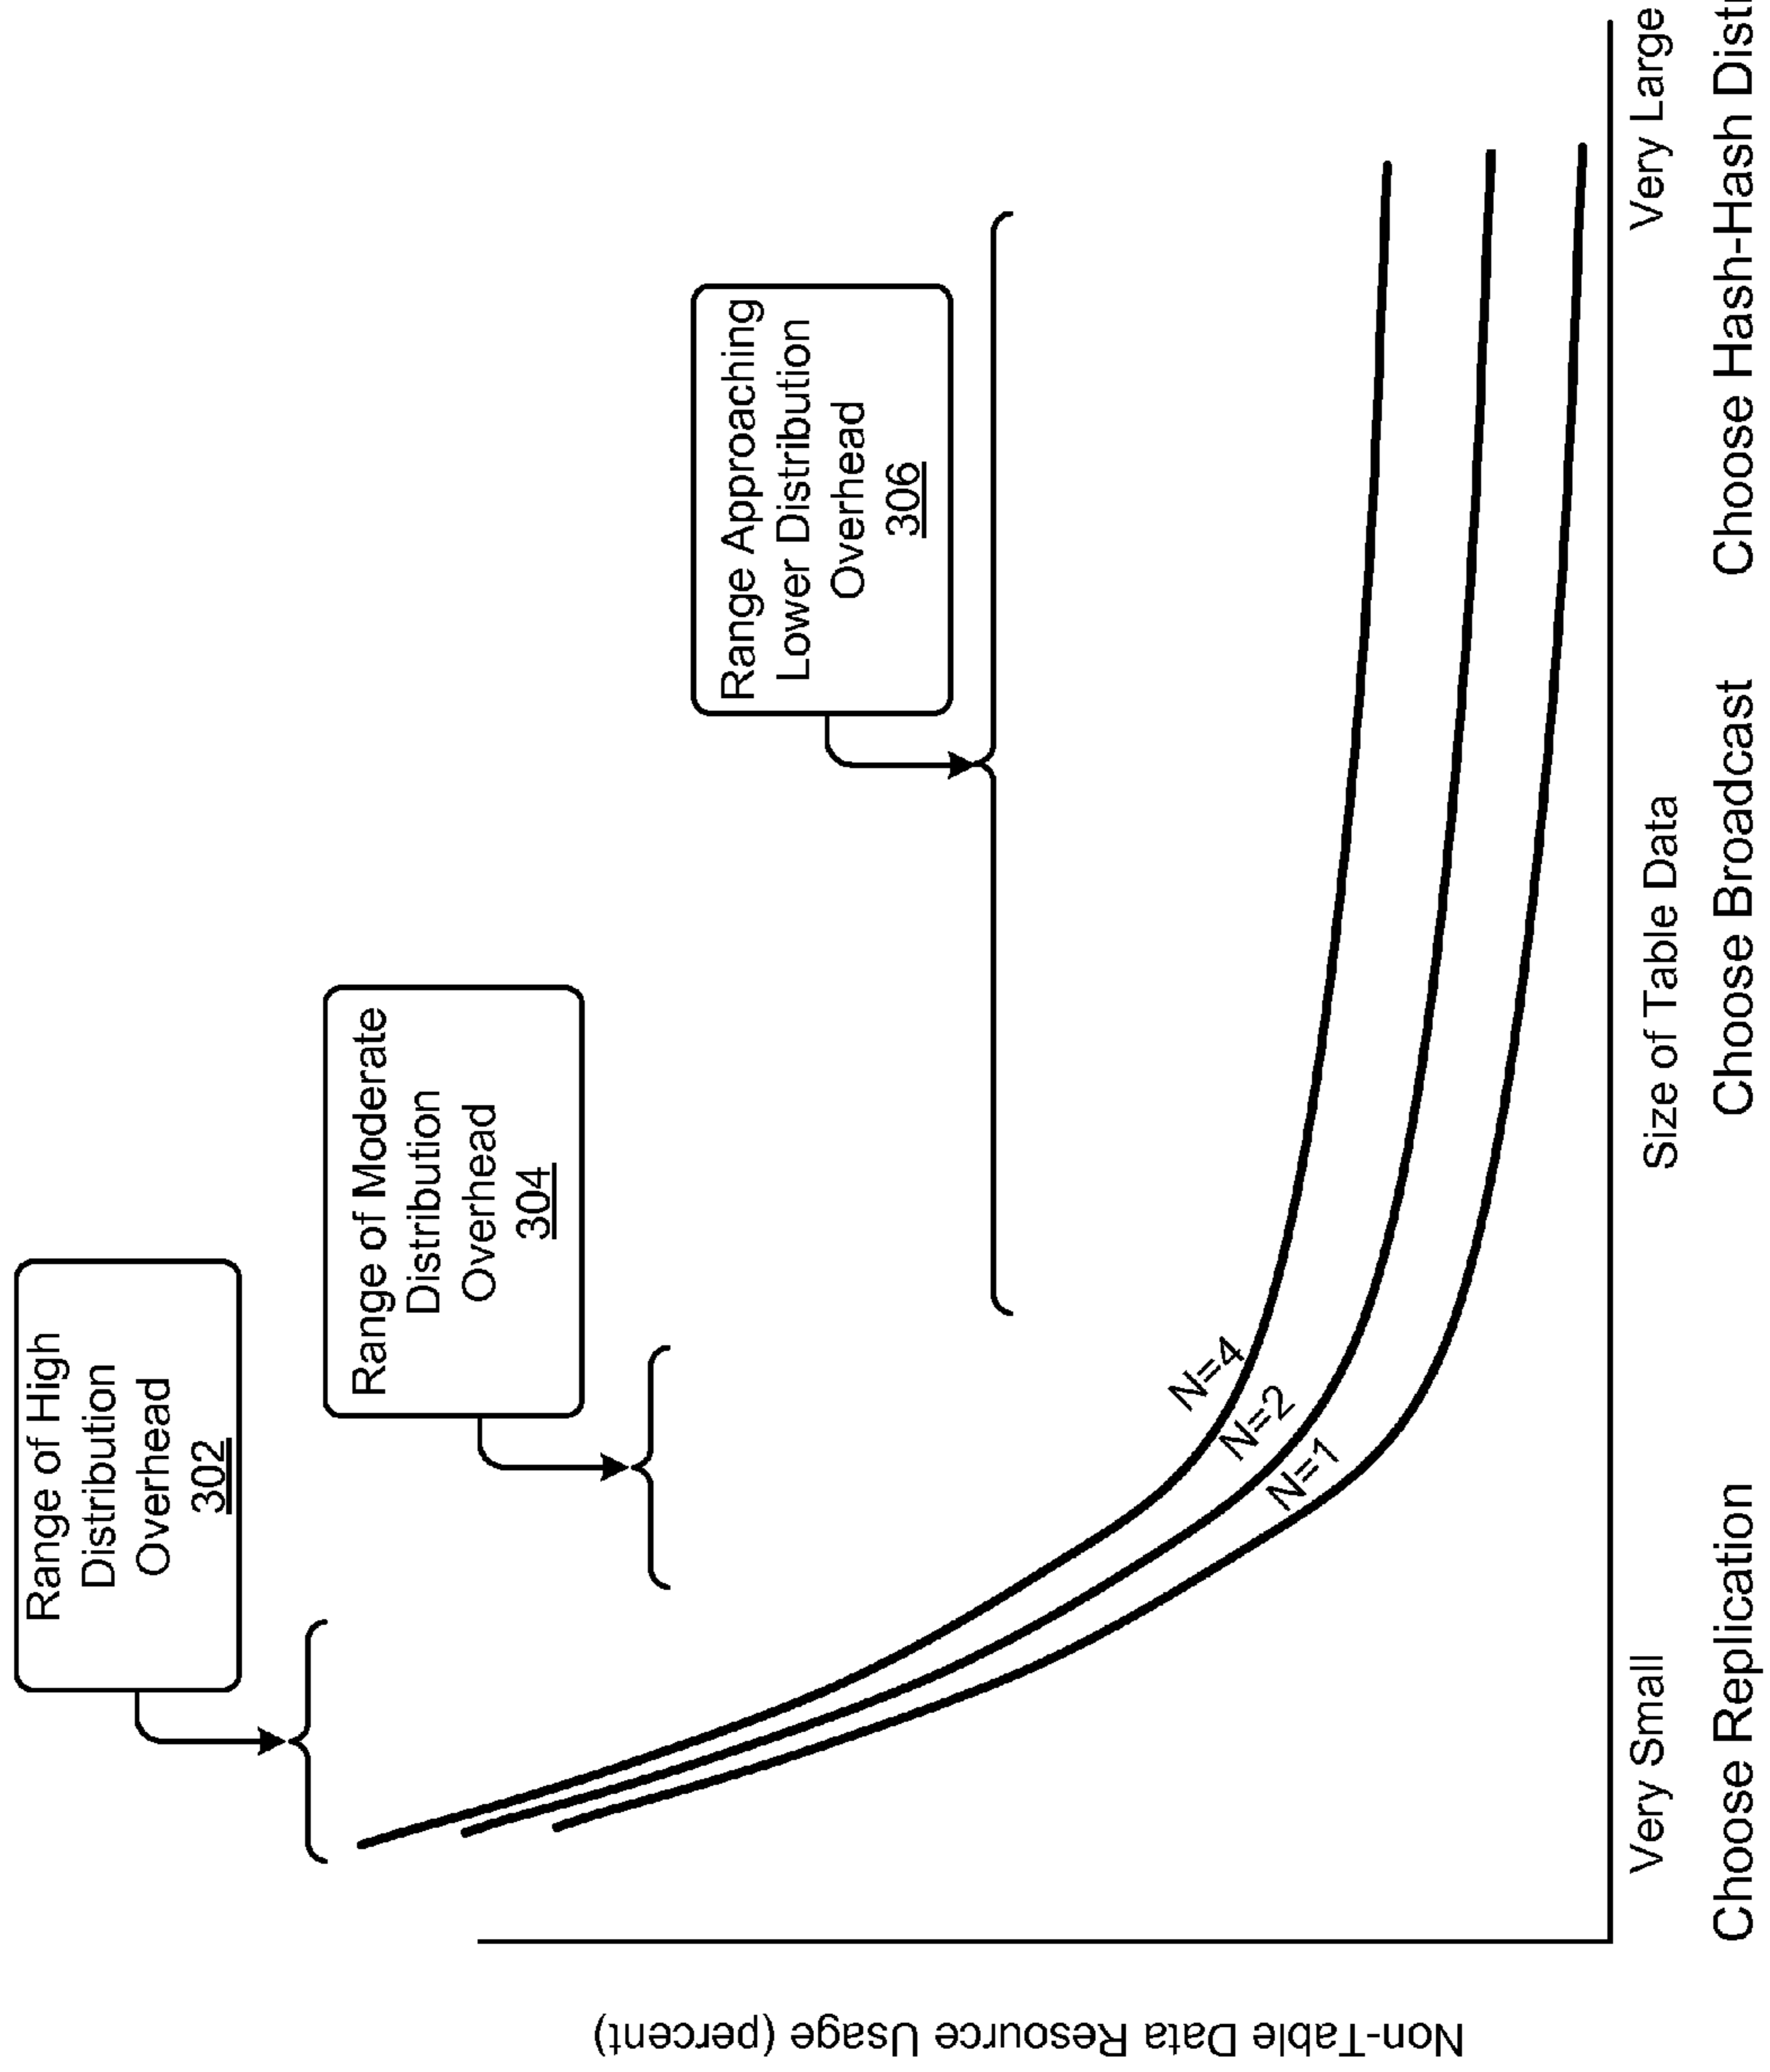 Range of High
Distribution
Overhead
302
Range of Moderate
Distribution
Overhead
304
Range Approaching
Lower Distribution
Overhead
306
N=4
N=2
N=1
Non-Table Data Resource Usage (percent)
Very Small
Size of Table Data
Very Large
Choose Replication
Choose Broadcast
Choose Hash-Hash